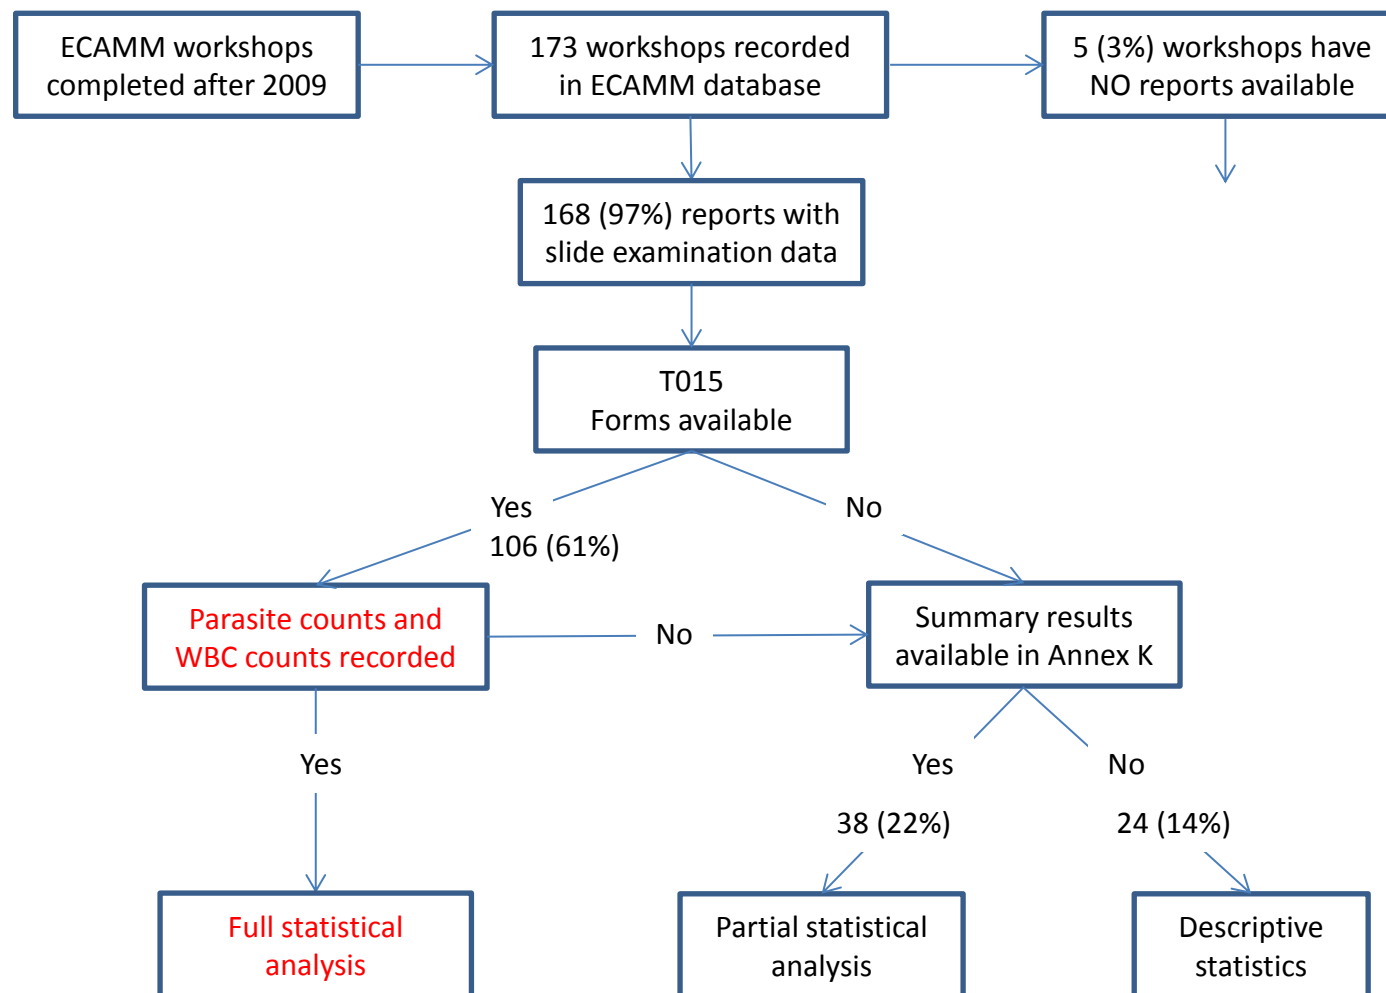 ECAMM workshops
completed after 2009
173 workshops recorded
in ECAMM database
5 (3%) workshops have
NO reports available
168 (97%) reports with
slide examination data
T015
Forms available
Yes
106 (61%)
No
Parasite counts and
WBC counts recorded
No
Summary results
available in Annex K
Yes
Yes
No
38 (22%)
24 (14%)
Full statistical
analysis
Partial statistical
analysis
Descriptive
statistics